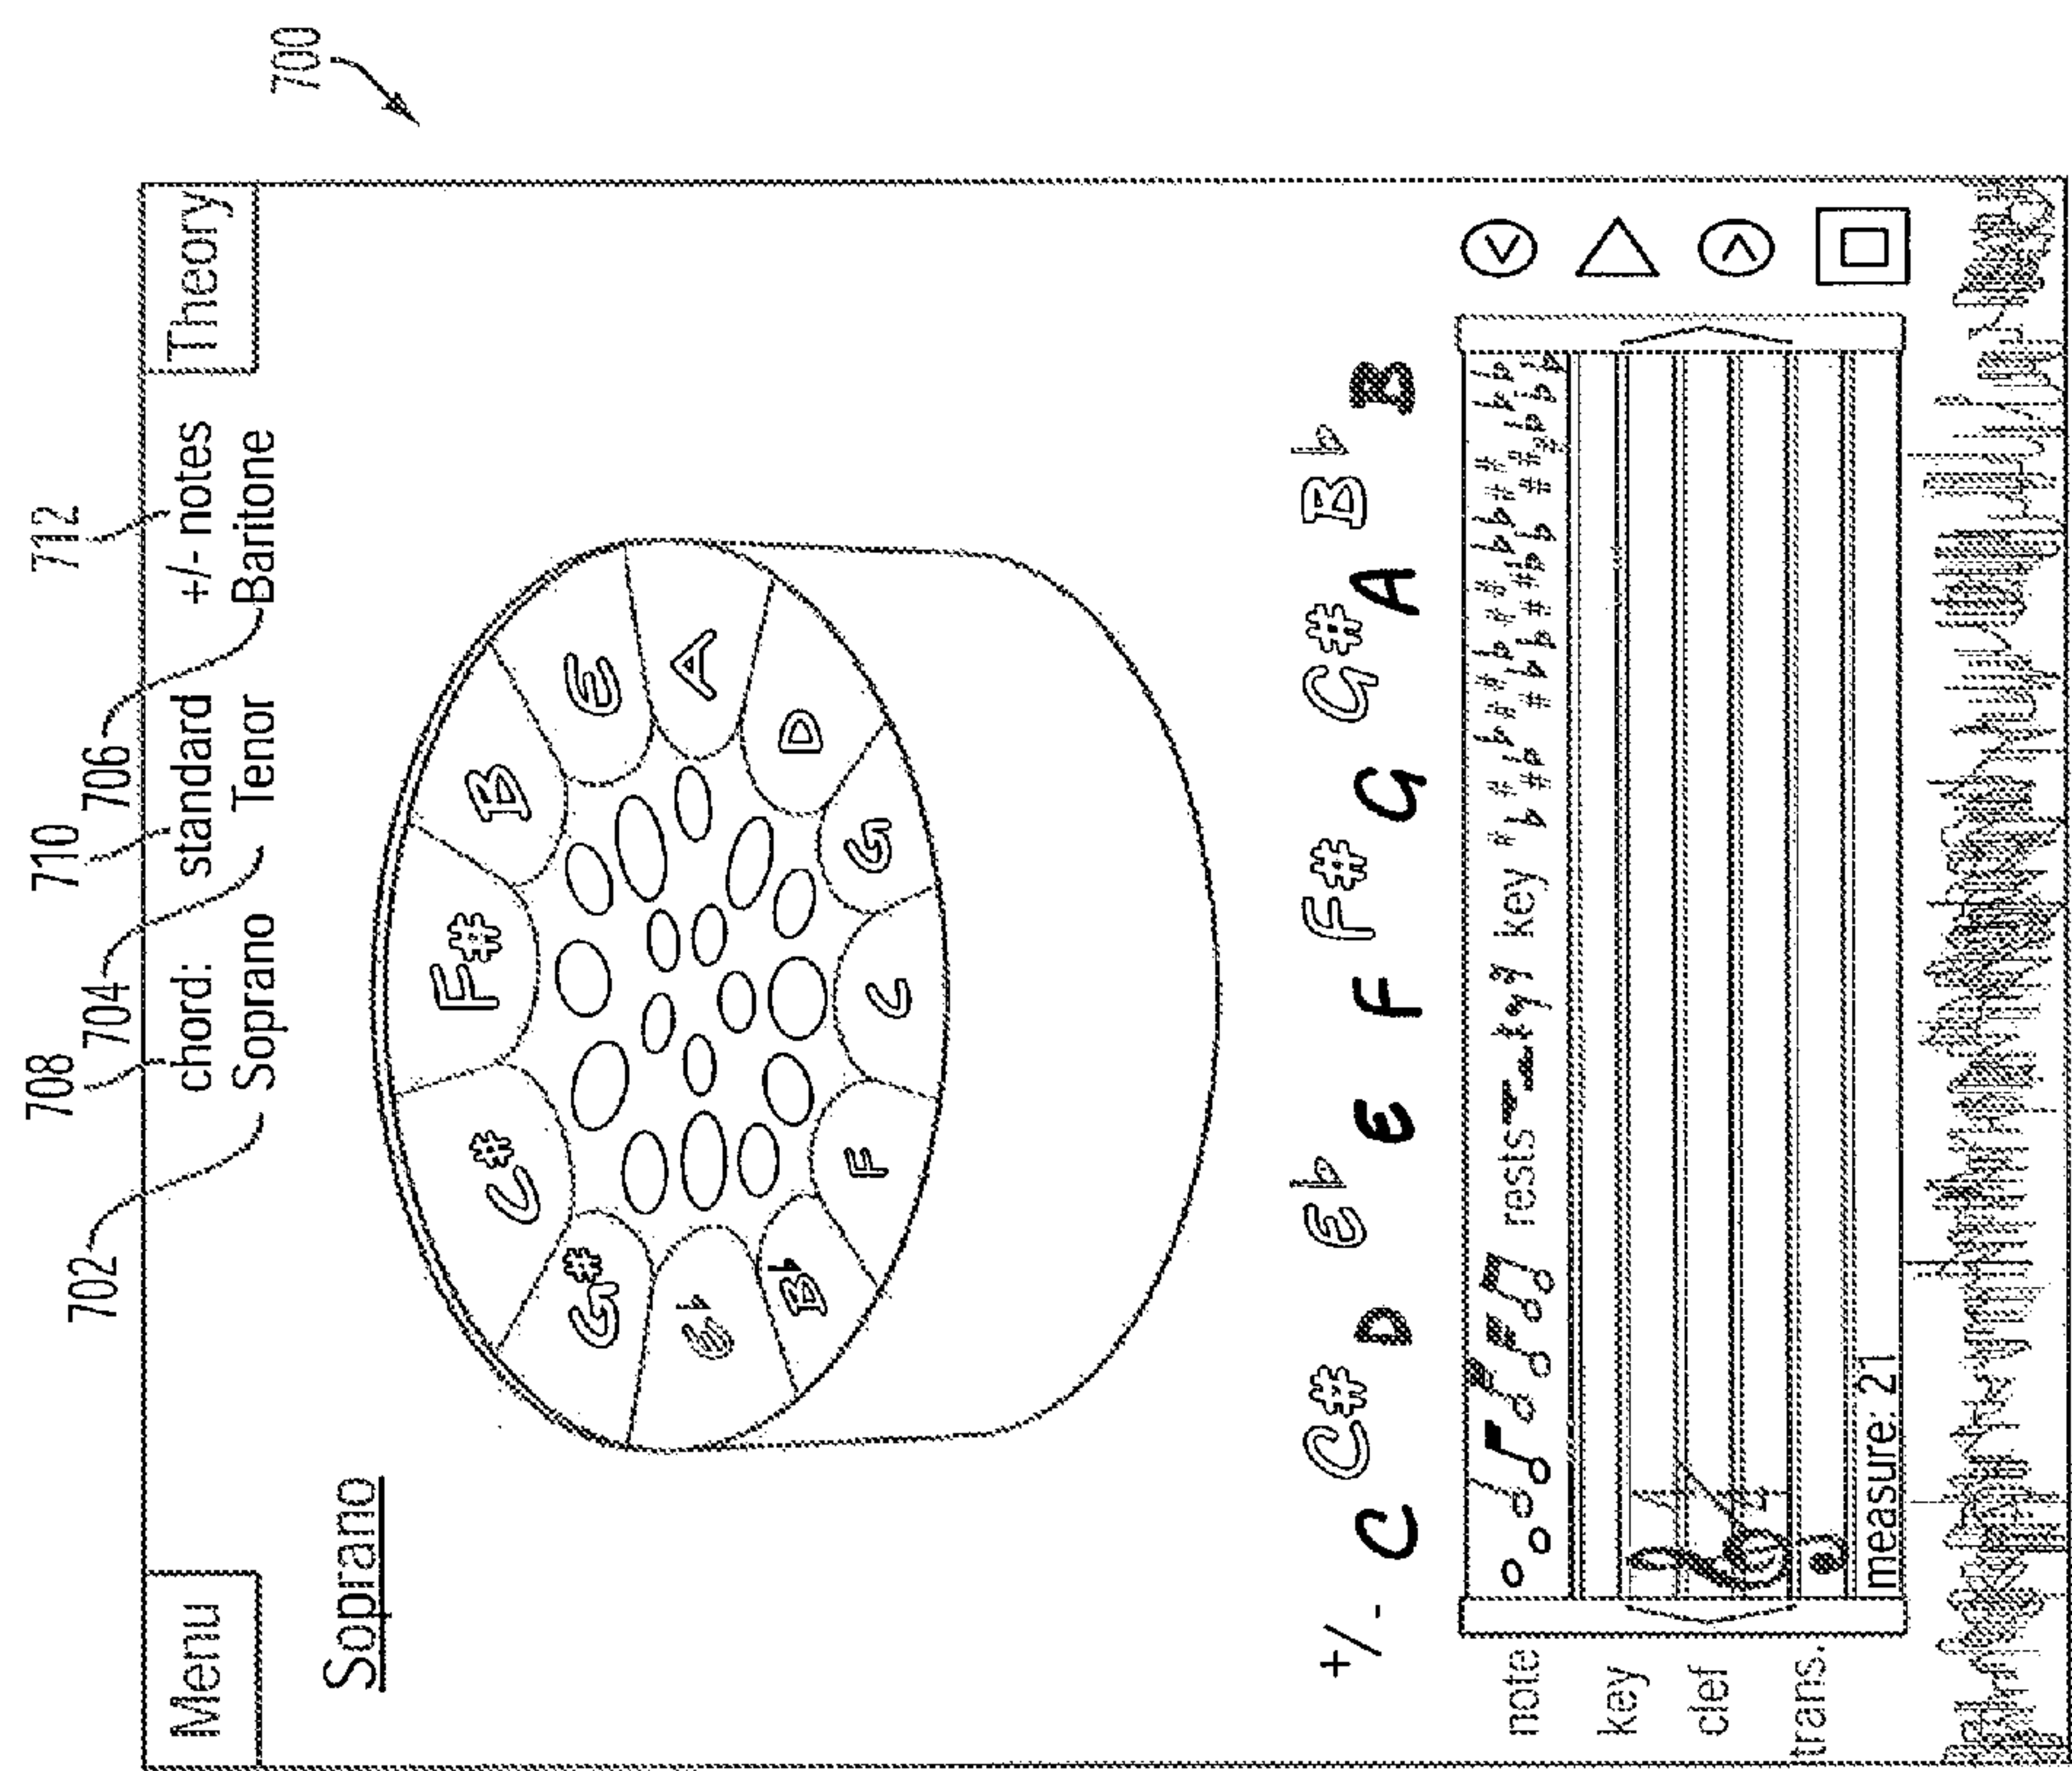 700
712
710
706
708
704
702
Menu
chord: standard +/- notes
Theory
Soprano Tenor Baritone
Soprano
F#
C# B
G# E
E♭ A
B♭ D
F C G
+/- C C# D E♭ E F F# G G# A B♭ B
note
rests key
key
clef
trans.
measure: 21